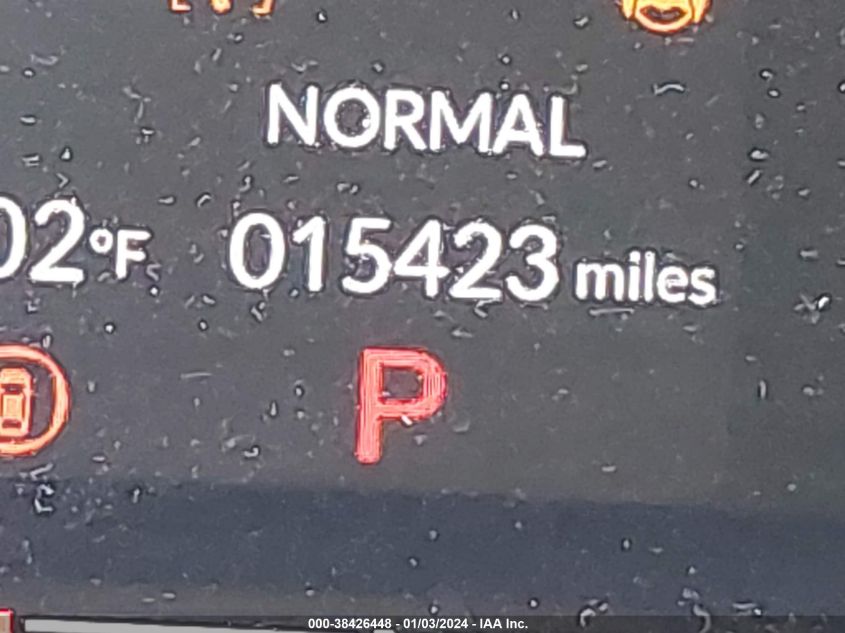 NORMAL
02°F 015423 miles
P
000-38426448 - 01/03/2024 - IAA Inc.